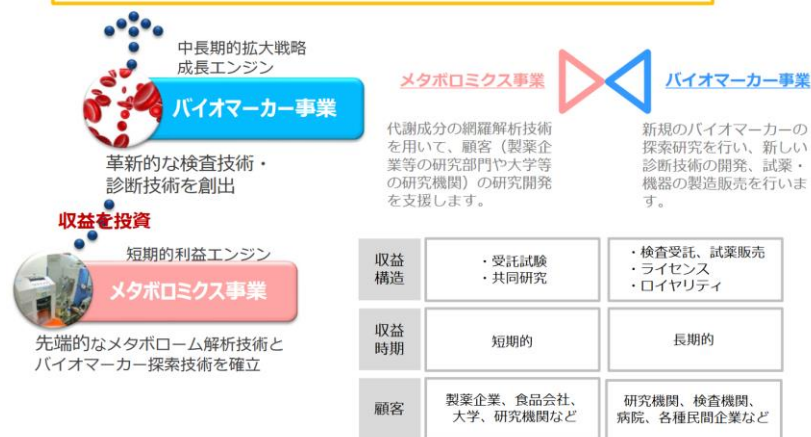 中長期的拡大戦略
成長エンジン
バイオマーカー事業
革新的な検査技術・
診断技術を創出
収益を投資
短期的利益エンジン
メタボロミクス事業
先端的なメタボローム解析技術と
バイオマーカー探索技術を確立
メタボロミクス事業
代謝成分の網羅解析技術
を用いて、顧客（製薬企
業等の研究部門や大学等
の研究機関）の研究開発
を支援します。
バイオマーカー事業
新規のバイオマーカーの
探索研究を行い、新しい
診断技術の開発、試薬・
機器の製造販売を行いま
す。
収益
構造
・受託試験
・共同研究
・検査受託、試薬販売
・ライセンス
・ロイヤリティ
収益
時期
短期的
長期的
顧客
製薬企業、食品会社、
大学、研究機関など
研究機関、検査機関、
病院、各種民間企業など